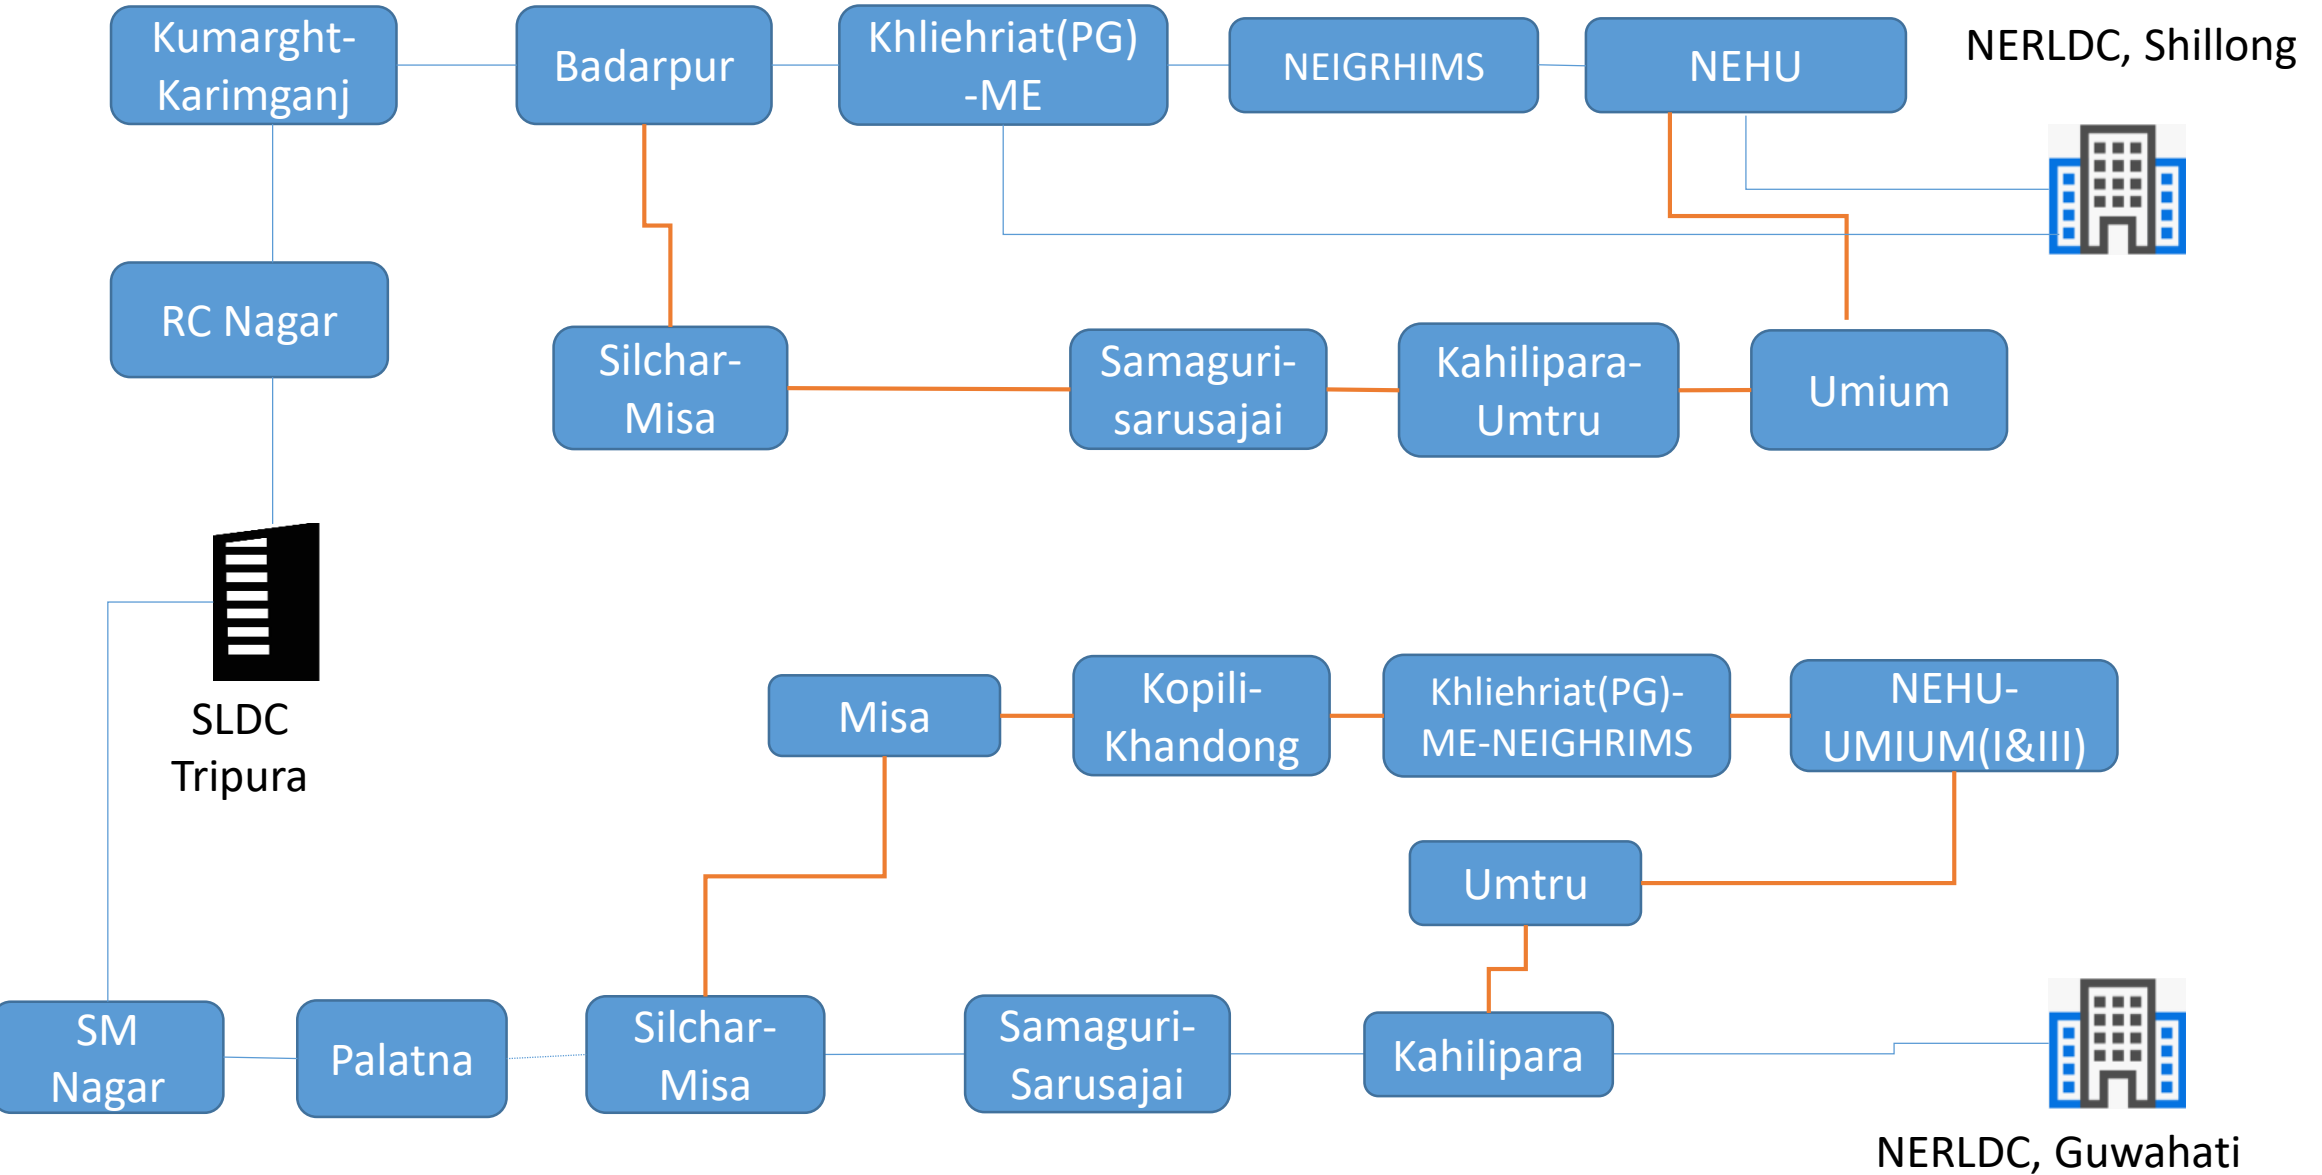 Kumarght-
Karimganj
Badarpur
Khliehriat(PG)
-ME
NEIGRHIMS
NEHU
NERLDC, Shillong
RC Nagar
Silchar-
Misa
Samaguri-
sarusajai
Kahilipara-
Umtru
Umium
SLDC
Tripura
Misa
Kopili-
Khandong
Khliehriat(PG)-
ME-NEIGHRIMS
NEHU-
UMIUM(I&III)
Umtru
SM
Nagar
Palatna
Silchar-
Misa
Samaguri-
Sarusajai
Kahilipara
NERLDC, Guwahati